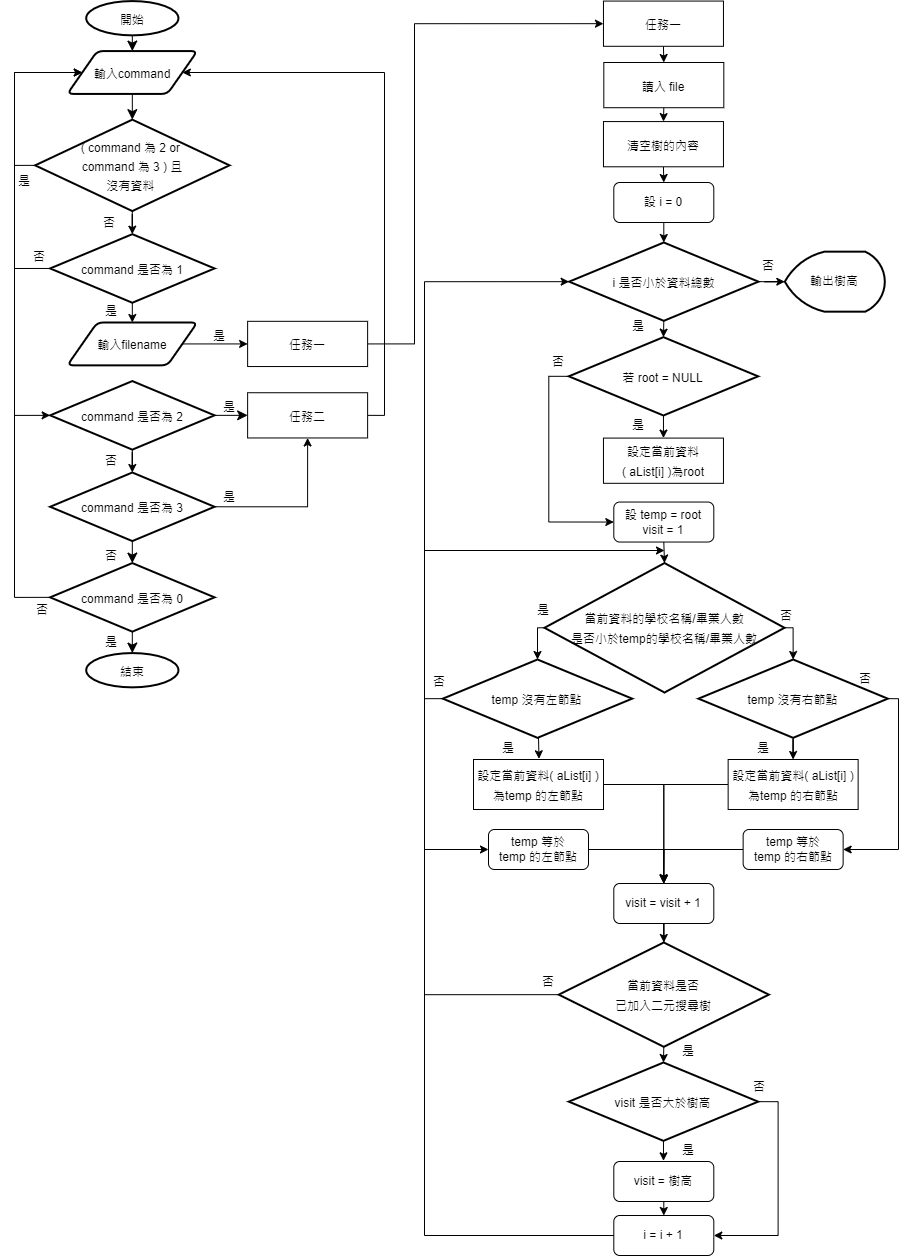 開始
輸入command
( command 為 2 or
command 為 3 ) 且
沒有資料
是
否
command 是否為 1
否
是
輸入filename
是
任務一
command 是否為 2
是
任務二
否
command 是否為 3
是
否
command 是否為 0
否
是
結束
任務一
讀入 file
清空樹的內容
設 i = 0
i 是否小於資料總數
否
輸出樹高
是
若 root = NULL
否
是
設定當前資料
( aList[i] )為root
設 temp = root
visit = 1
當前資料的學校名稱/畢業人數
是否小於temp的學校名稱/畢業人數
是
否
temp 沒有左節點
否
是
temp 沒有右節點
否
是
設定當前資料( aList[i] )
為temp 的左節點
設定當前資料( aList[i] )
為temp 的右節點
temp 等於
temp 的左節點
temp 等於
temp 的右節點
visit = visit + 1
當前資料是否
已加入二元搜尋樹
否
是
visit 是否大於樹高
否
是
visit = 樹高
i = i + 1